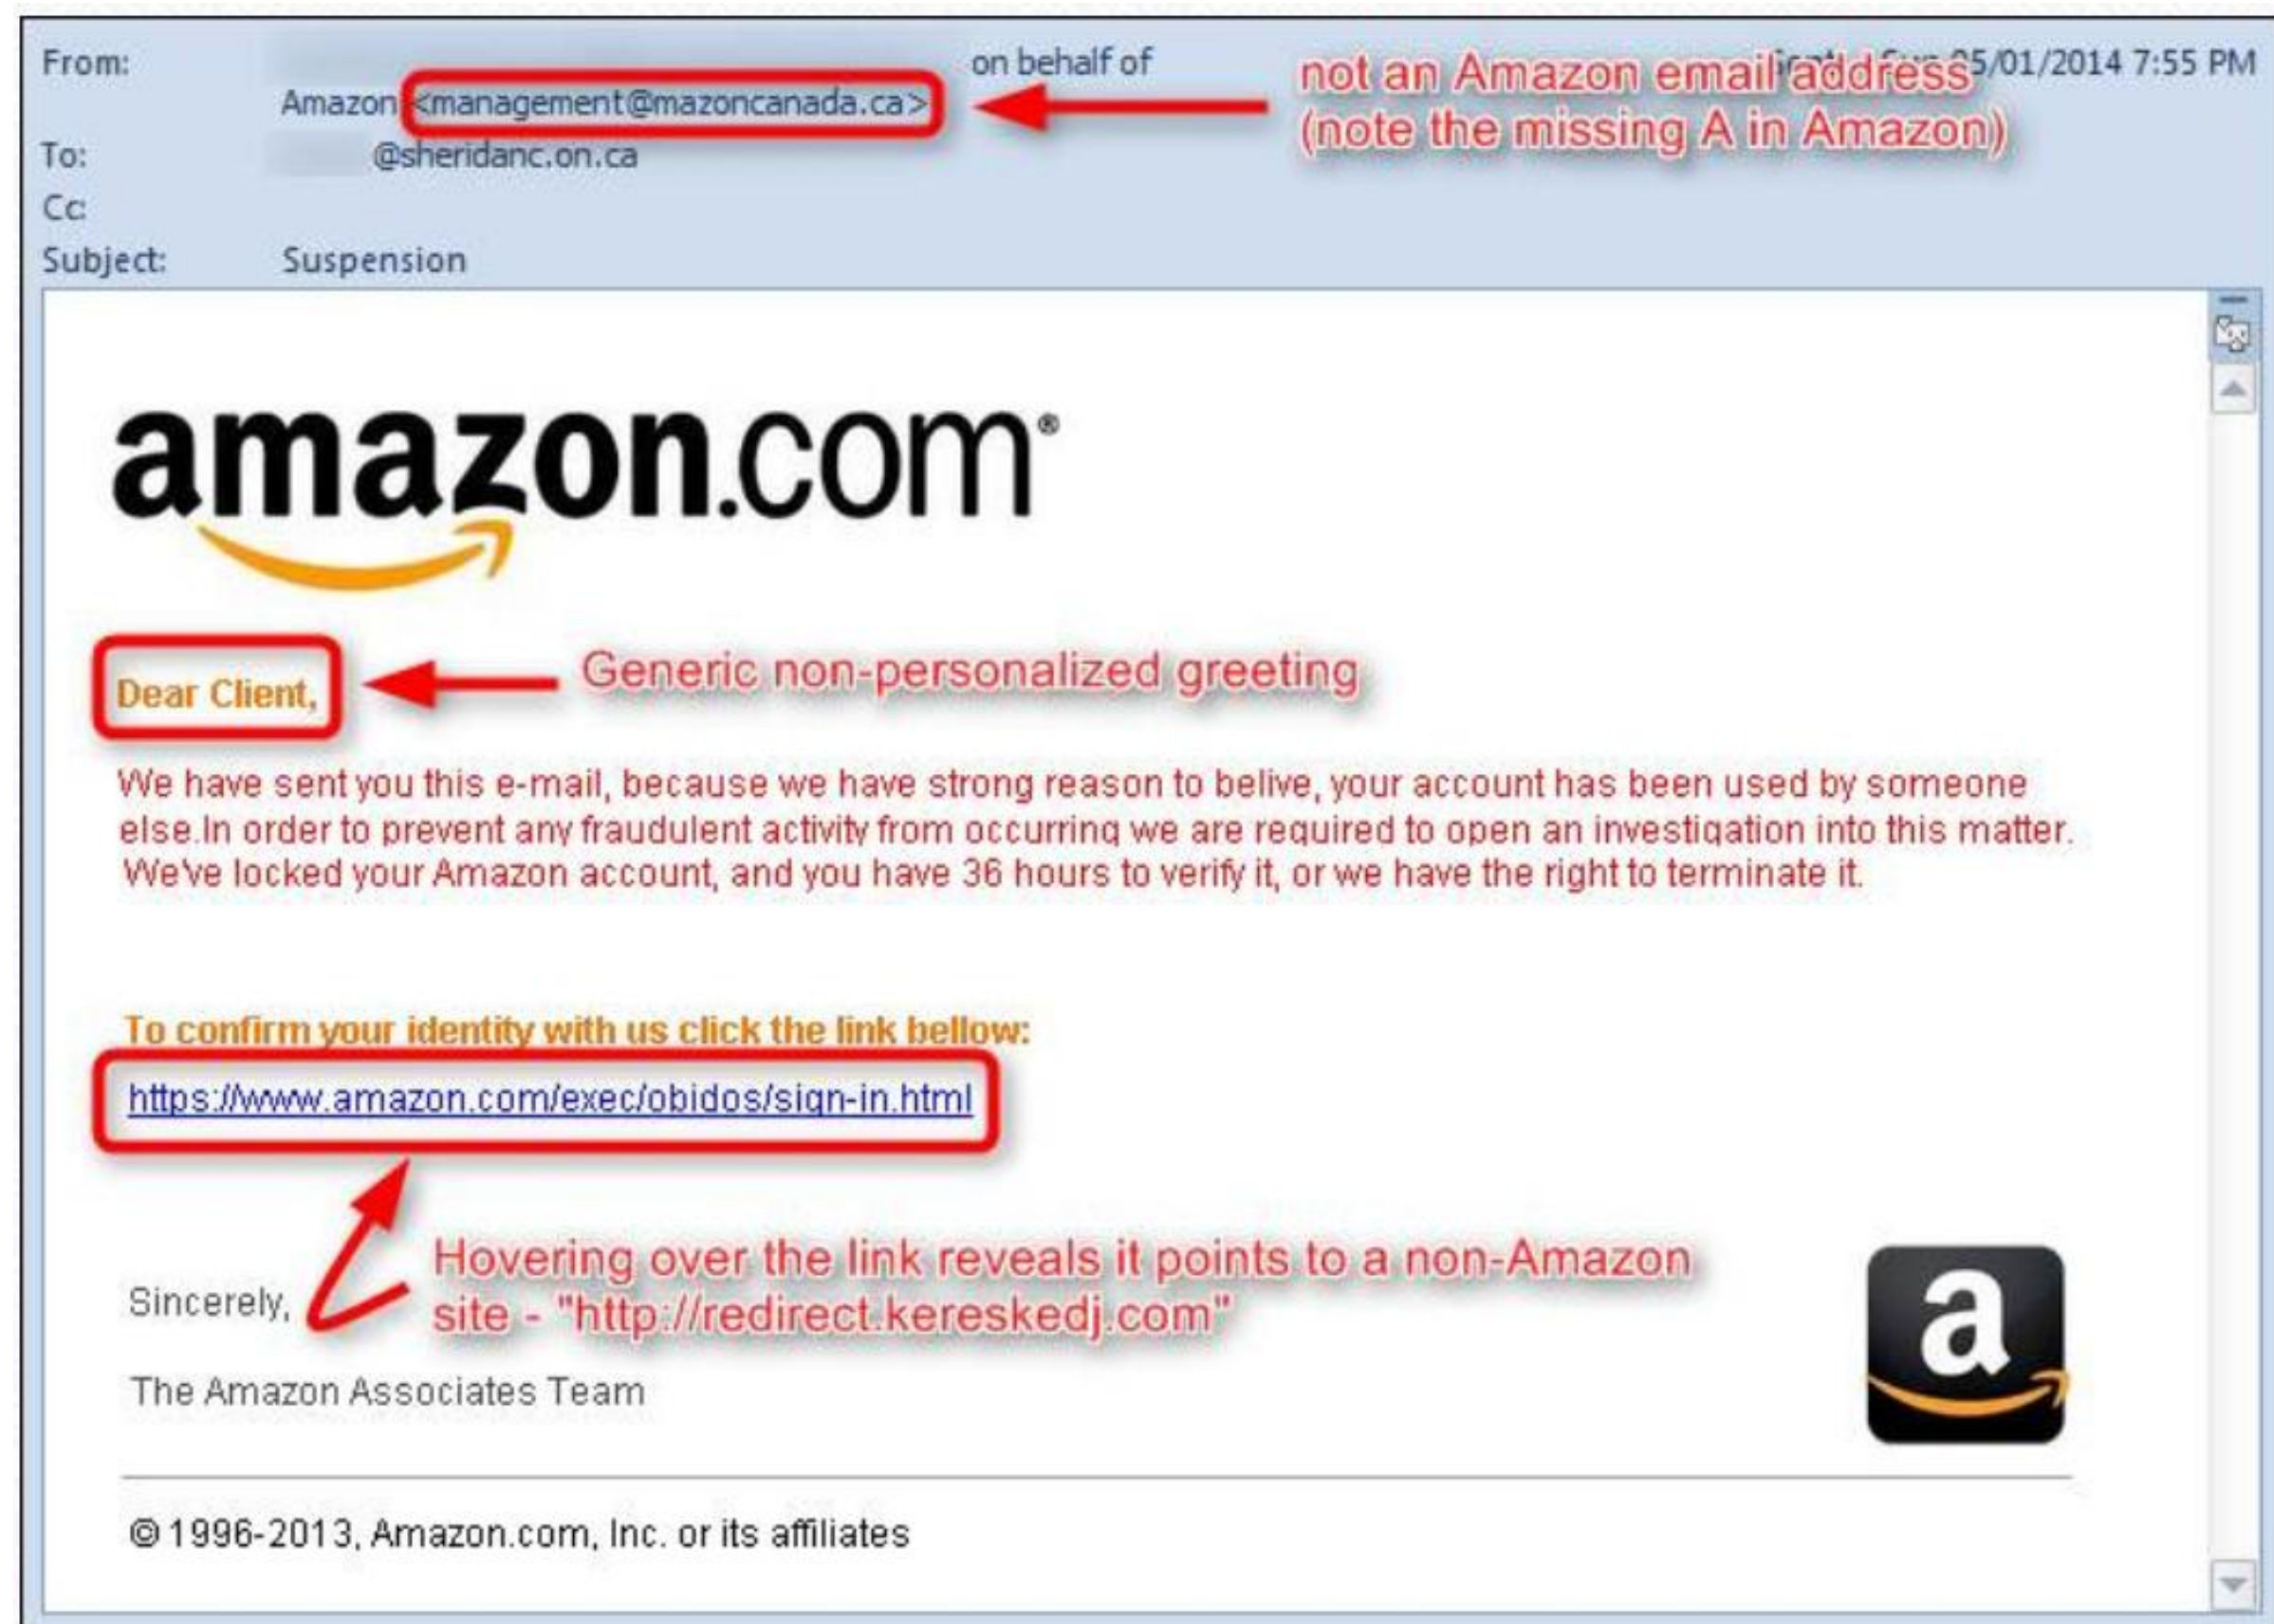 From: on behalf of
Amazon <management@mazoncanada.ca>
5/01/2014 7:55 PM
not an Amazon email address
(note the missing A in Amazon)
To: @sheridanc.on.ca
Cc:
Subject: Suspension
amazon.com®
Dear Client,
Generic non-personalized greeting
We have sent you this e-mail, because we have strong reason to belive, your account has been used by someone
else.In order to prevent any fraudulent activity from occurring we are required to open an investigation into this matter.
We've locked your Amazon account, and you have 36 hours to verify it, or we have the right to terminate it.
To confirm your identity with us click the link bellow:
https://www.amazon.com/exec/obidos/sign-in.html
Hovering over the link reveals it points to a non-Amazon
site - "http://redirect.kereskedj.com"
Sincerely,
The Amazon Associates Team
a
© 1996-2013, Amazon.com, Inc. or its affiliates